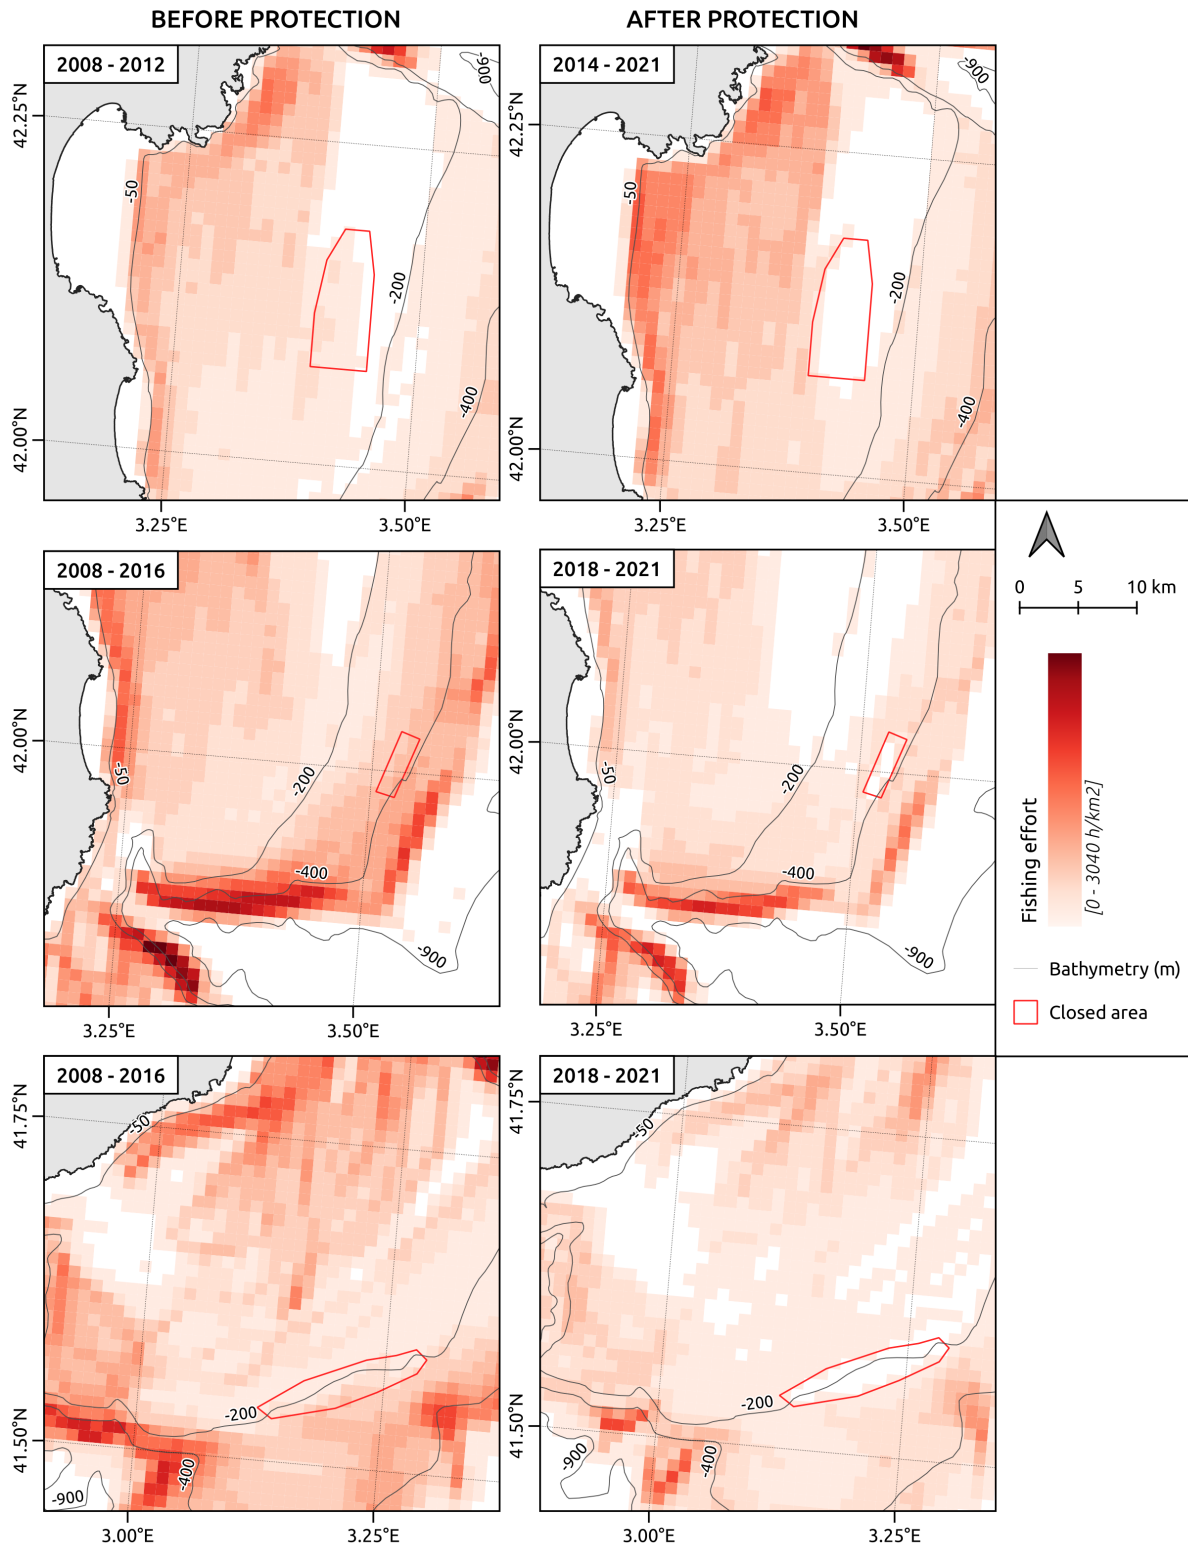 BEFORE PROTECTION
AFTER PROTECTION
2008 - 2012
2014 - 2021
-900
-900
42.25°N
42.25°N
-50
-50
-200
-200
-400
-400
42.00°N
42.00°N
3.25°E
3.50°E
3.25°E
3.50°E
2008 - 2016
2018 - 2021
0 5 10 km
42.00°N
42.00°N
-50
-50
-200
-200
-400
-400
-900
-900
Fishing effort
[0 - 3040 h/km2]
Bathymetry (m)
Closed area
3.25°E
3.50°E
3.25°E
3.50°E
2008 - 2016
2018 - 2021
41.75°N
41.75°N
-50
-50
-200
-200
41.50°N
41.50°N
-400
-400
-900
-900
3.00°E
3.25°E
3.00°E
3.25°E